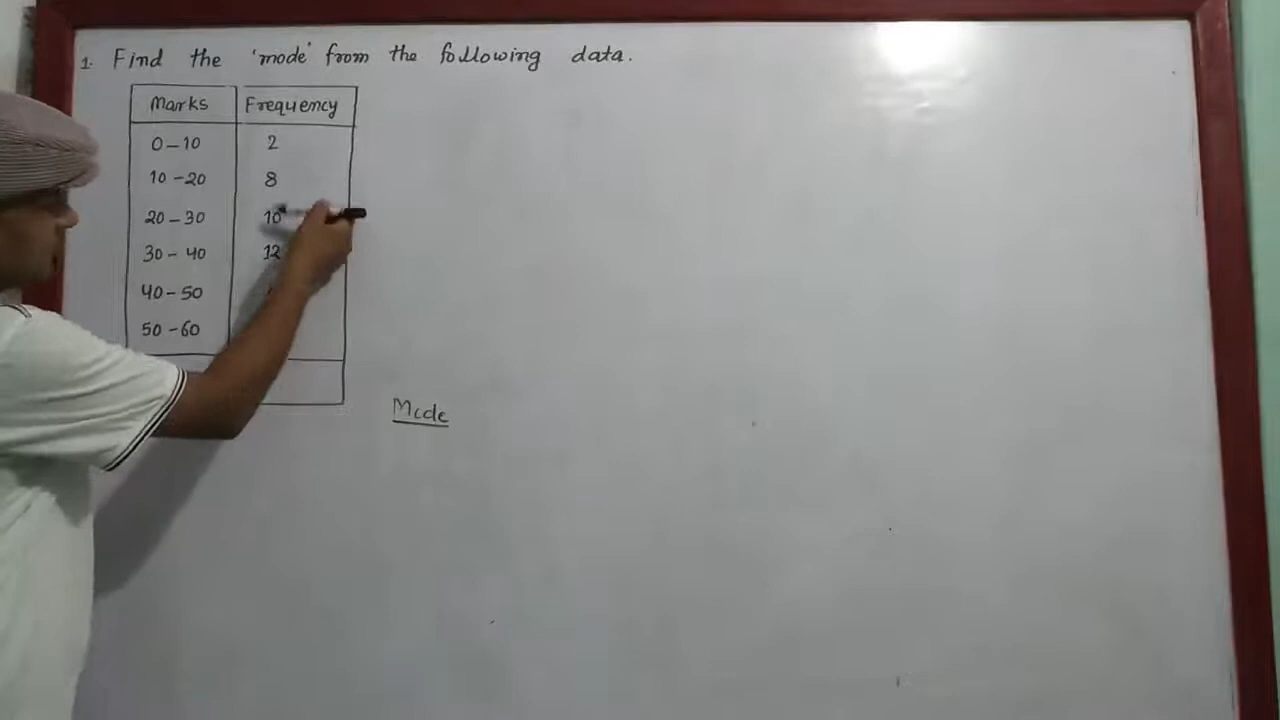 1. Find the 'mode' from the following data.
Marks Frequency
0-10 2
10-20 8
20-30 10
30-40 12
40-50
50-60
Mode